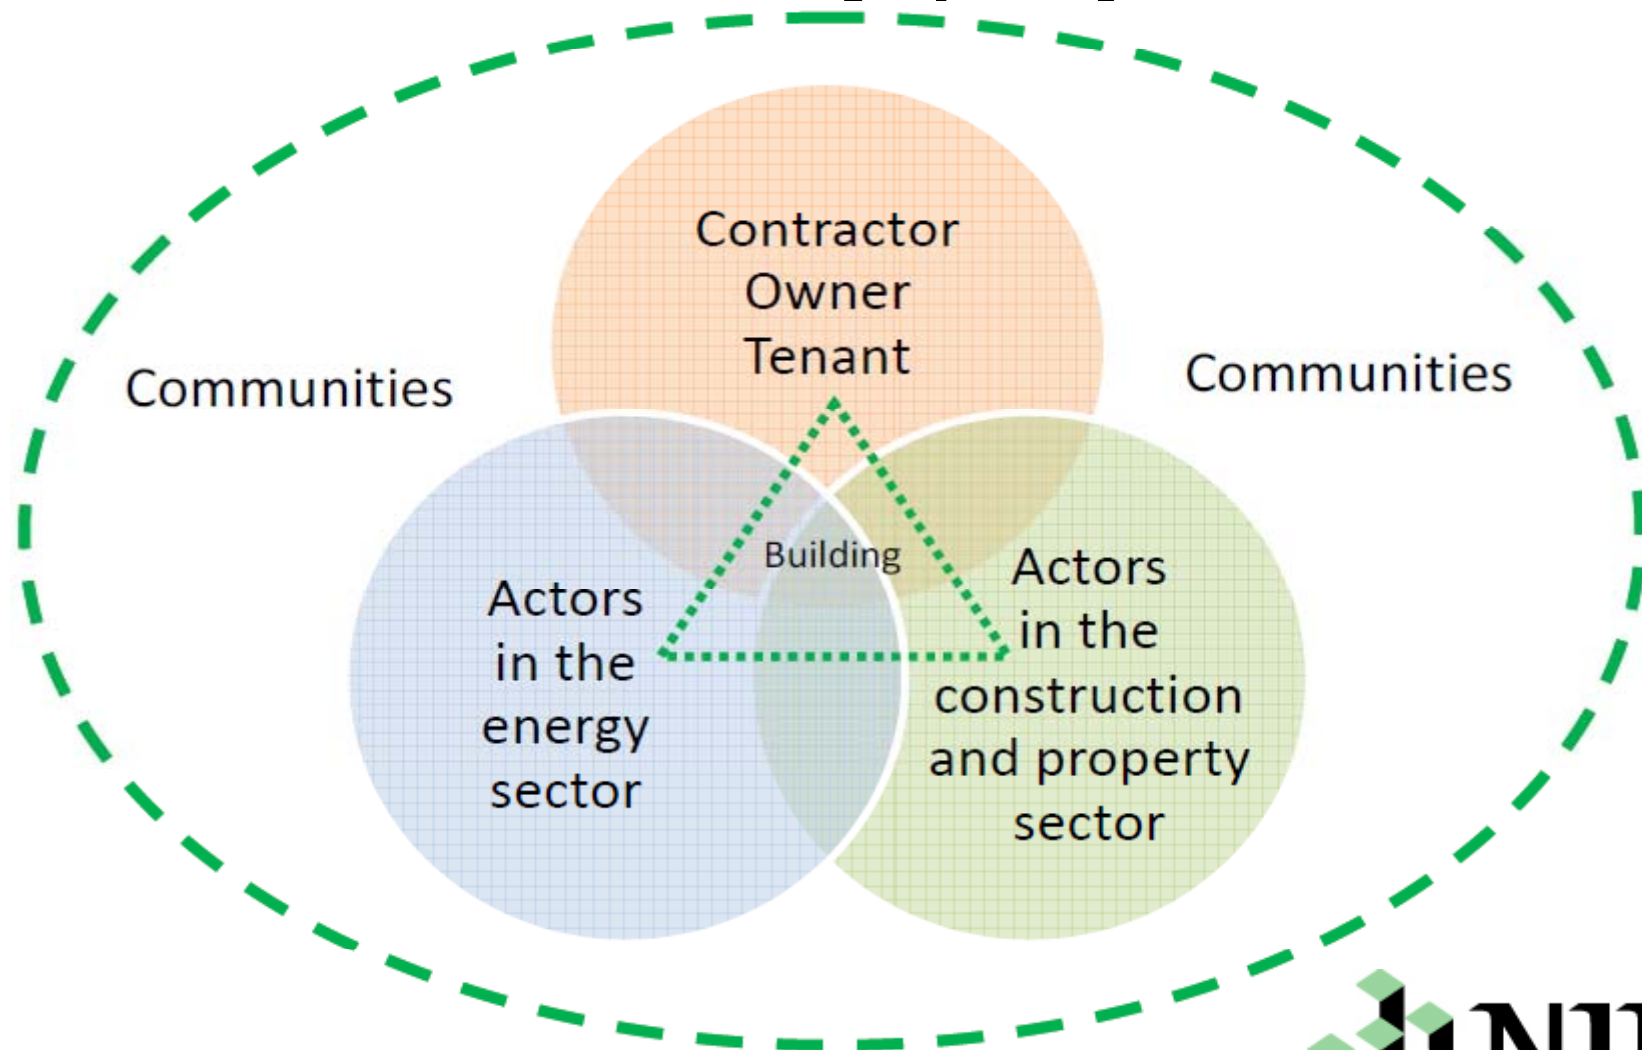 Contractor
Owner
Tenant
Communities
Communities
Building
Actors
in the
energy
sector
Actors
in the
construction
and property
sector